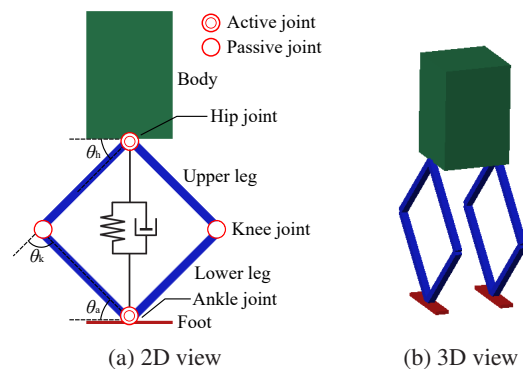 Active joint
Passive joint
Body
Hip joint
θh
Upper leg
Knee joint
θk
Lower leg
θa
Ankle joint
Foot
(a) 2D view
(b) 3D view